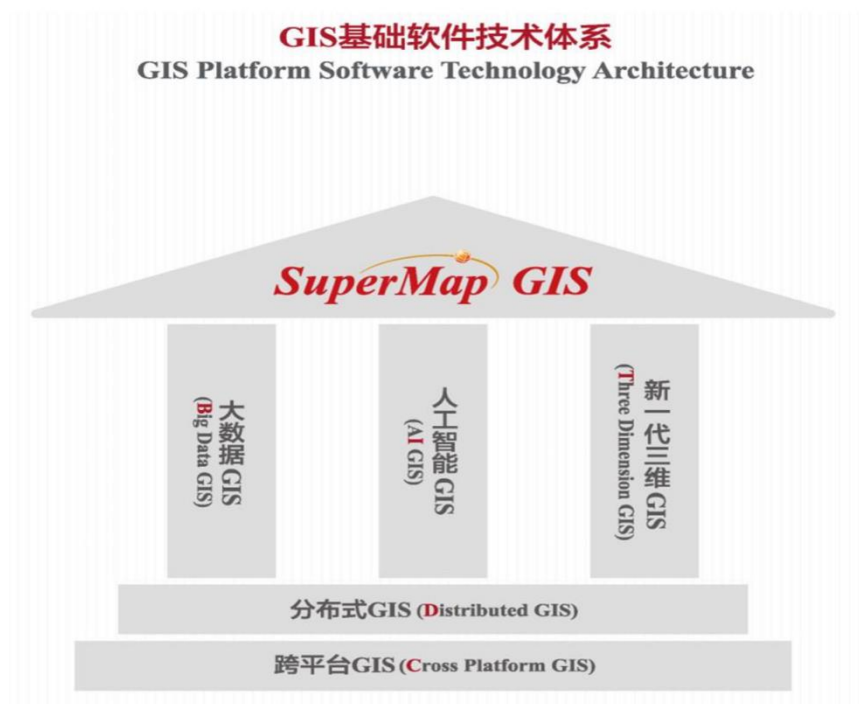 GIS基础软件技术体系
GIS Platform Software Technology Architecture
SuperMap GIS
大数据GIS
(Big Data GIS)
人工智能GIS
(AI GIS)
新一代三维GIS
(Three Dimension GIS)
分布式GIS (Distributed GIS)
跨平台GIS (Cross Platform GIS)